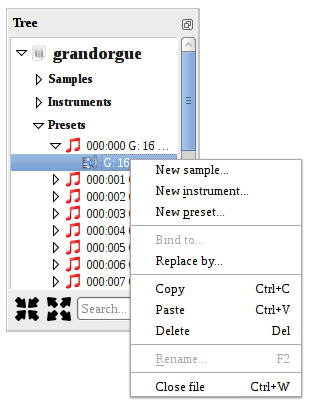 Tree
grandorgue
Samples
Instruments
Presets
000:000 G: 16 ...
G: 16
000:001
000:002
000:003
000:004
000:005
000:006
000:007
Search...
New sample...
New instrument...
New preset...
Bind to...
Replace by...
Copy Ctrl+C
Paste Ctrl+V
Delete Del
Rename... F2
Close file Ctrl+W